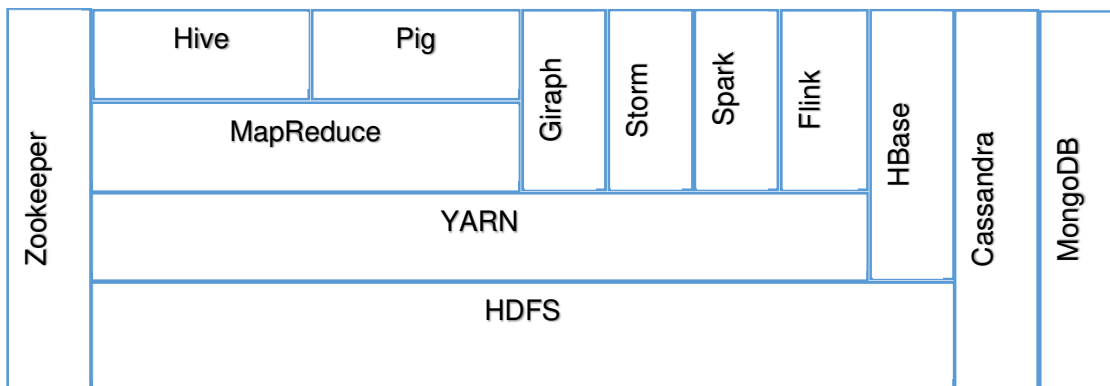 Zookeeper
Hive
Pig
MapReduce
Giraph
Storm
Spark
Flink
YARN
HBase
HDFS
Cassandra
MongoDB